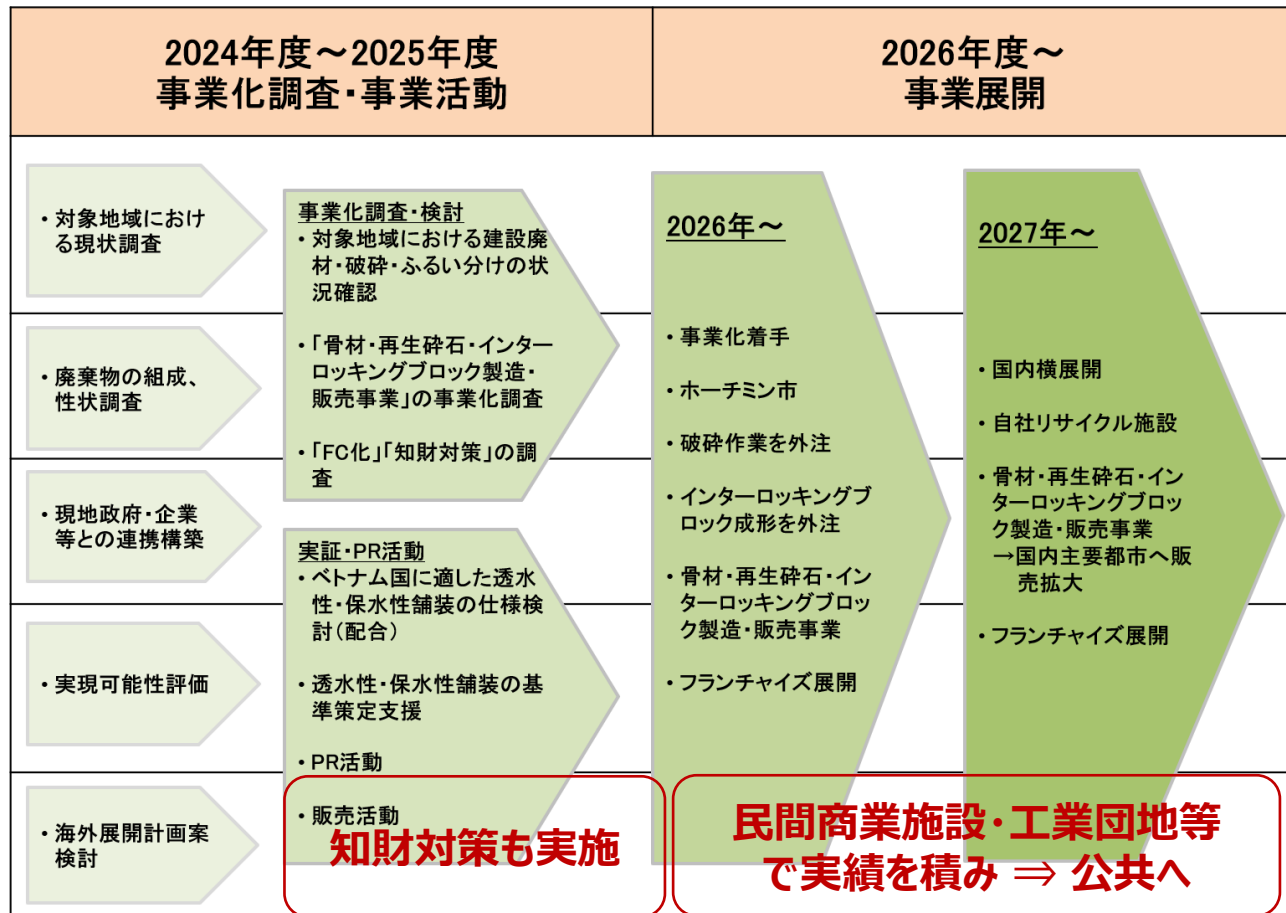 2024年度～2025年度
事業化調査・事業活動
2026年度～
事業展開
・対象地域におけ
る現状調査
・廃棄物の組成、
性状調査
・現地政府・企業
等との連携構築
・実現可能性評価
・海外展開計画案
検討
事業化調査・検討
・対象地域における建設廃
材・破砕・ふるい分けの状
況確認
・「骨材・再生砕石・インター
ロッキングブロック製造・
販売事業」の事業化調査
・「FC化」「知財対策」の調
査
実証・PR活動
・ベトナム国に適した透水
性・保水性舗装の仕様検
討（配合）
・透水性・保水性舗装の基
準策定支援
・PR活動
・販売活動
知財対策も実施
2026年～
・事業化着手
・ホーチミン市
・破砕作業を外注
・インターロッキングブ
ロック成形を外注
・骨材・再生砕石・イン
ターロッキングブロッ
ク製造・販売事業
・フランチャイズ展開
2027年～
・国内横展開
・自社リサイクル施設
・骨材・再生砕石・イン
ターロッキングブロッ
ク製造・販売事業
→国内主要都市へ販
売拡大
・フランチャイズ展開
民間商業施設・工業団地等
で実績を積み ⇒ 公共へ